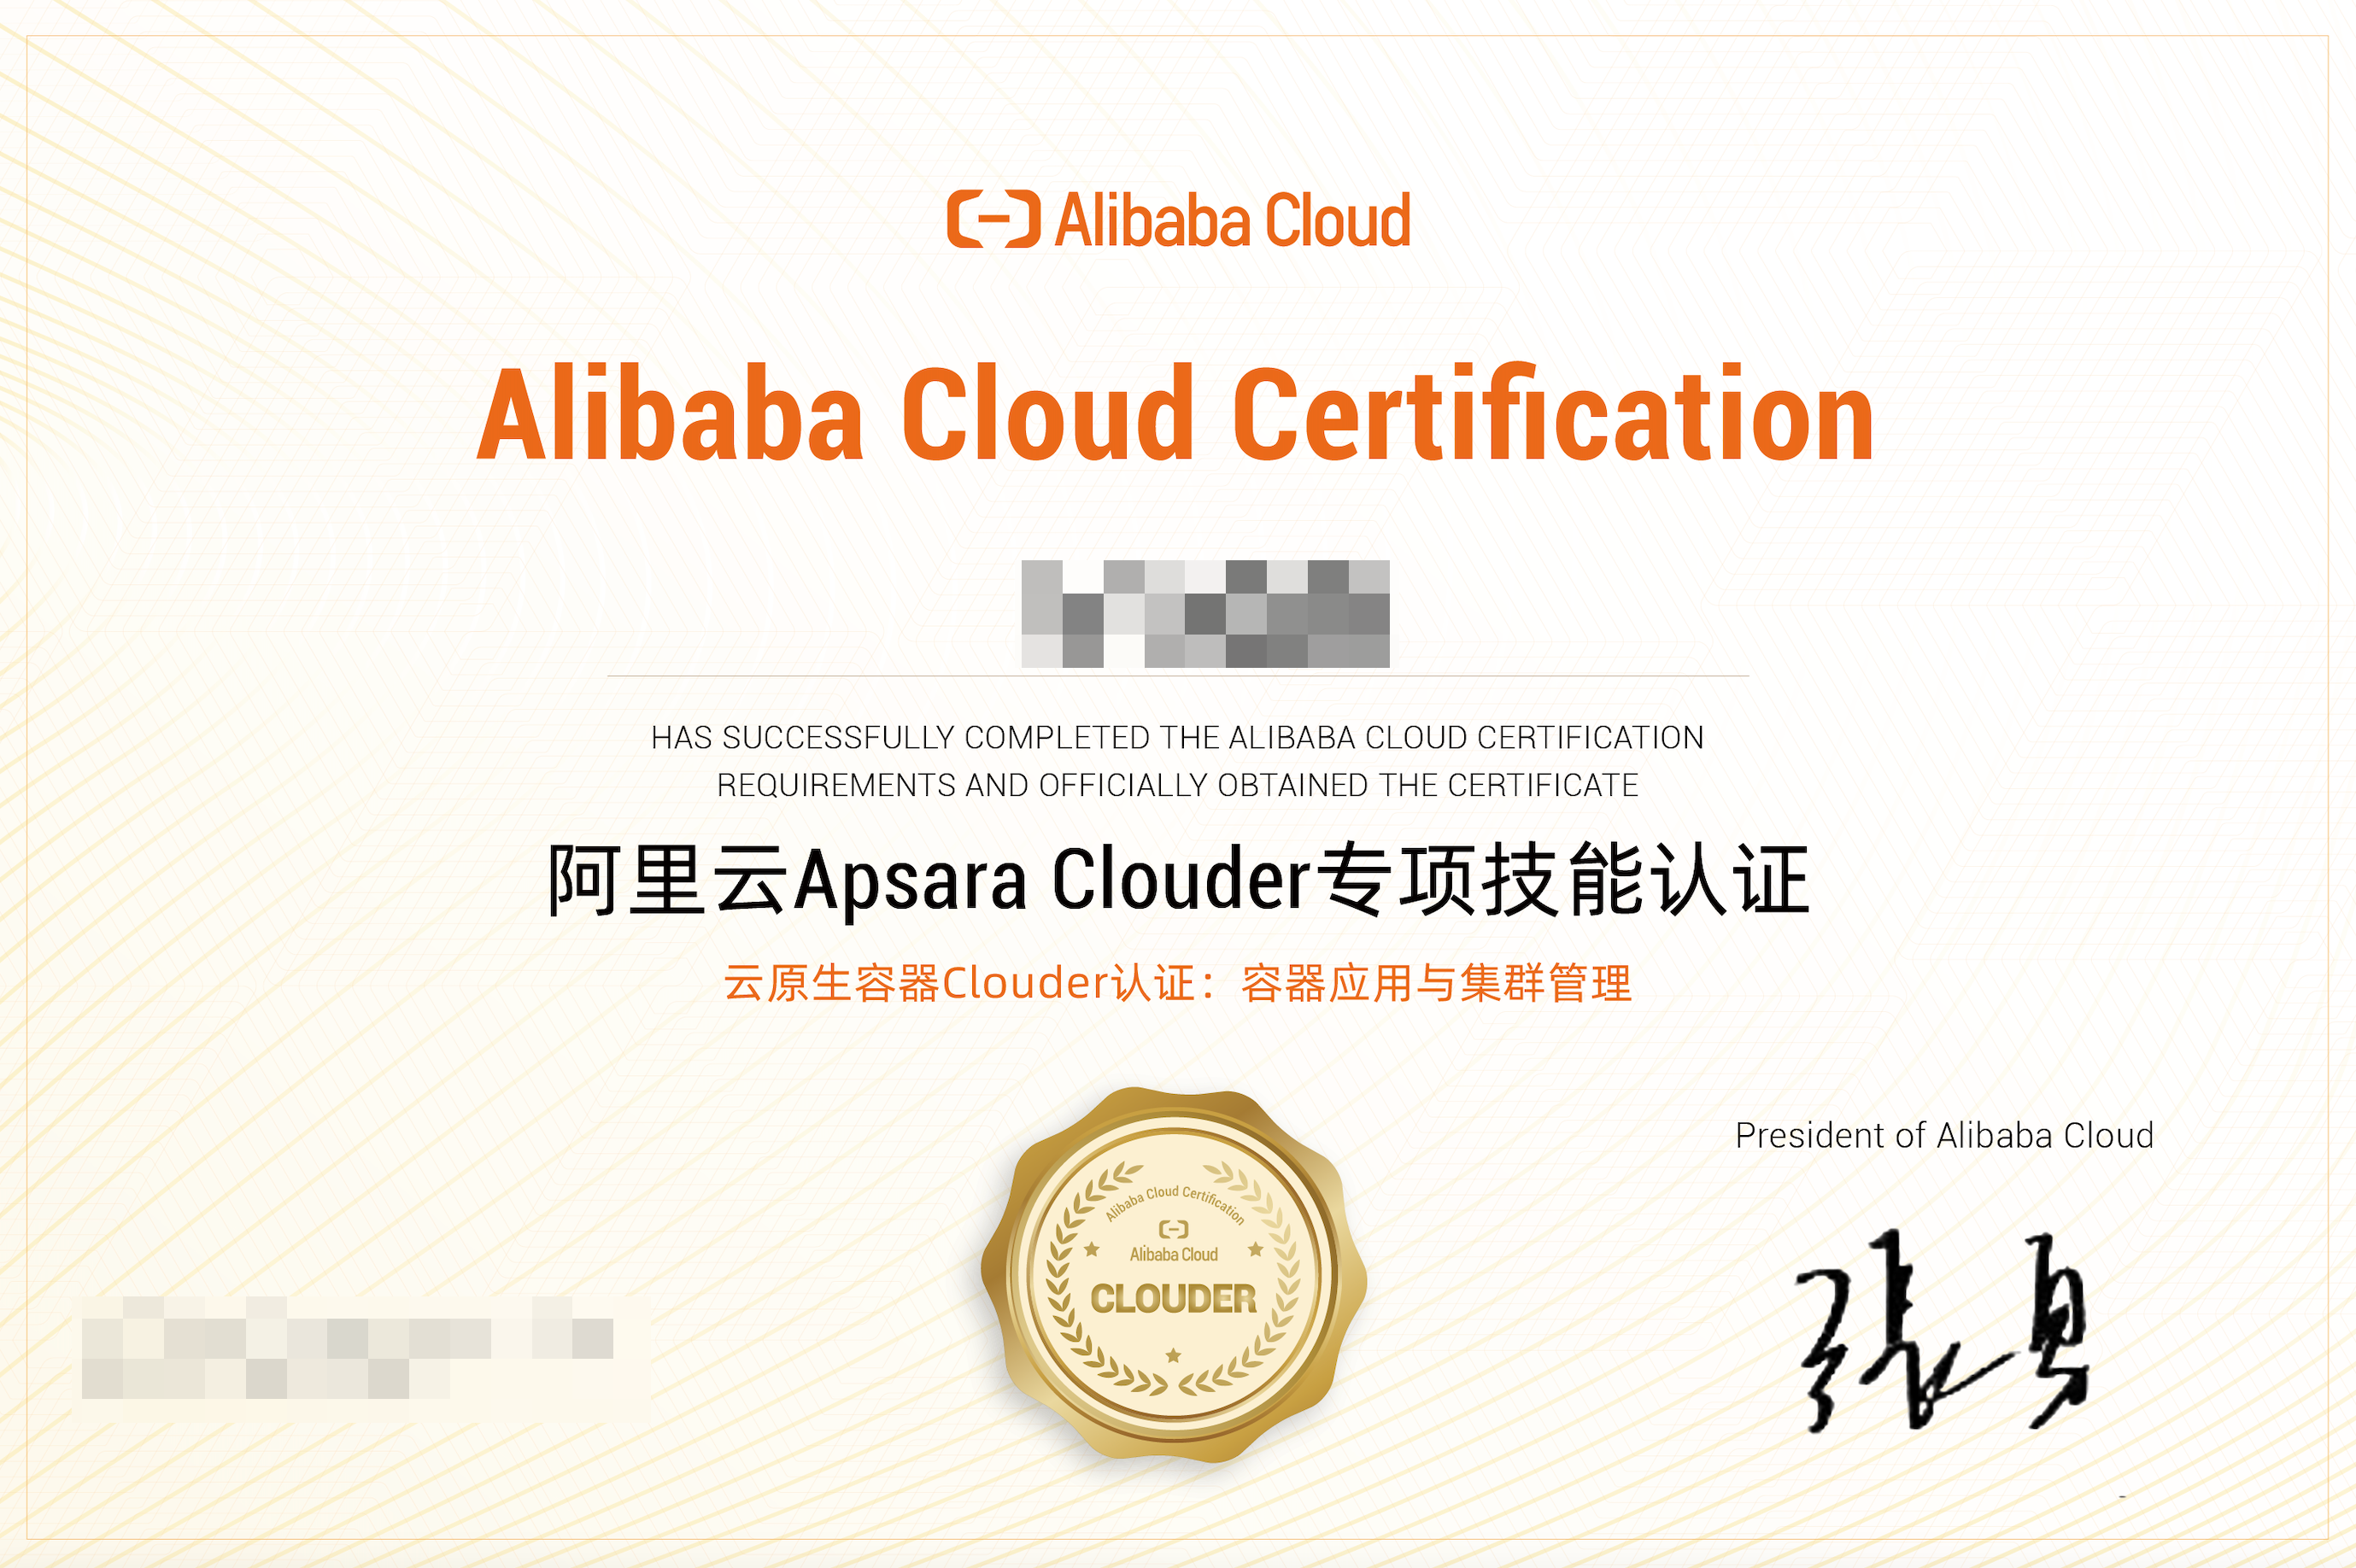 Alibaba Cloud
Alibaba Cloud Certification
HAS SUCCESSFULLY COMPLETED THE ALIBABA CLOUD CERTIFICATION
REQUIREMENTS AND OFFICIALLY OBTAINED THE CERTIFICATE
阿里云Apsara Clouder专项技能认证
云原生容器Clouder认证：容器应用与集群管理
Alibaba Cloud Certification
Alibaba Cloud
CLOUDER
President of Alibaba Cloud
张勇